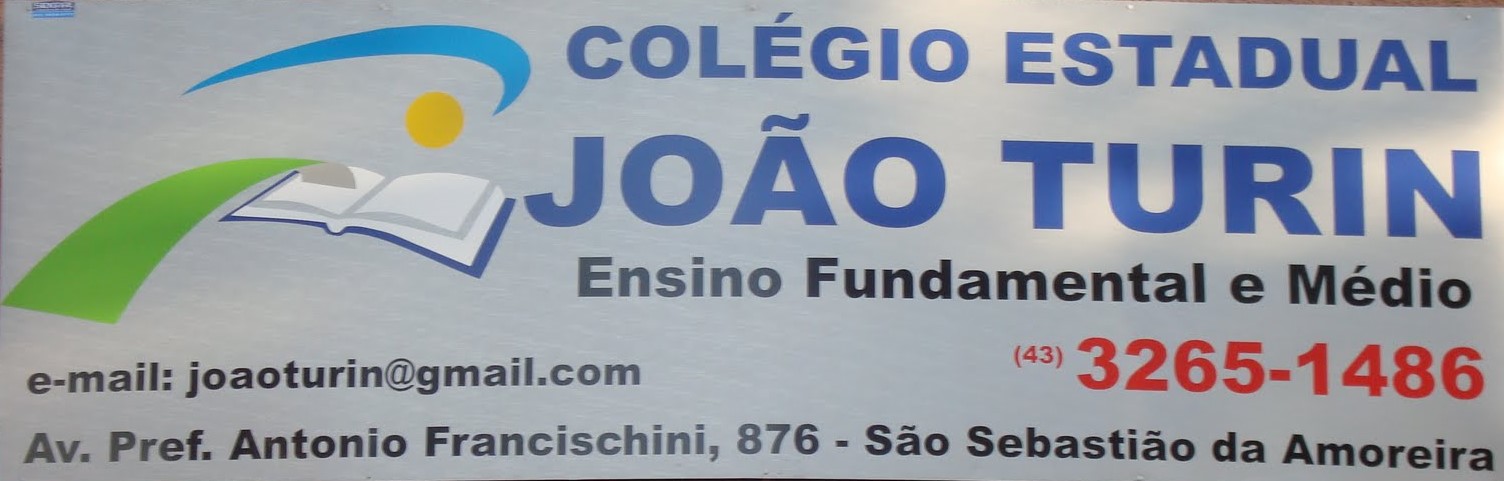 COLÉGIO ESTADUAL
JOÃO TURIN
Ensino Fundamental e Médio
(43) 3265-1486
e-mail: joaoturin@gmail.com
Av. Pref. Antonio Francischini, 876 - São Sebastião da Amoreira